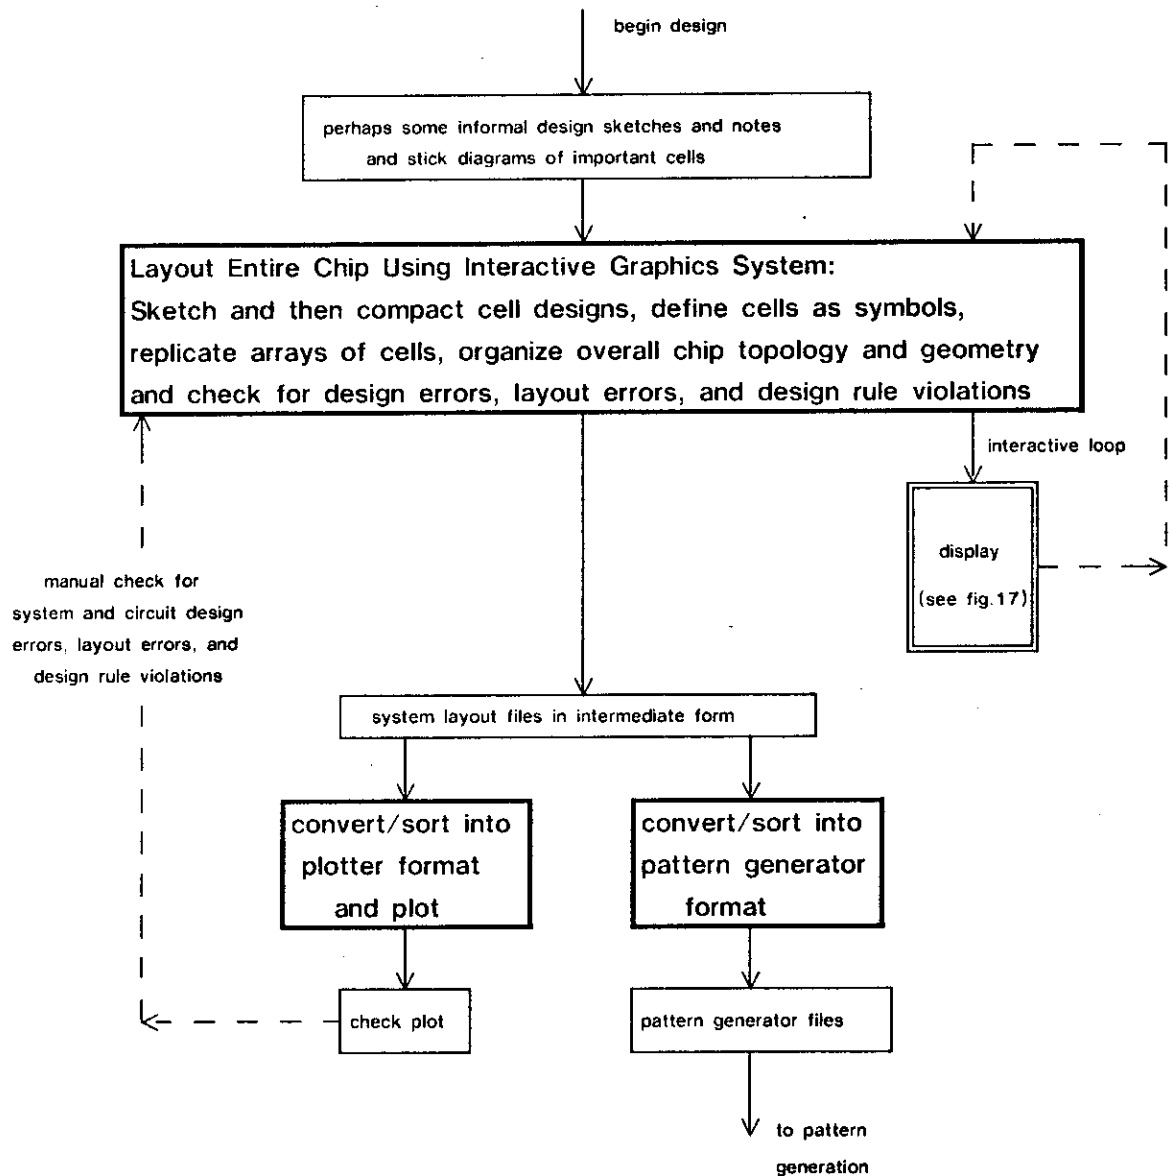 begin design
perhaps some informal design sketches and notes
and stick diagrams of important cells
Layout Entire Chip Using Interactive Graphics System:
Sketch and then compact cell designs, define cells as symbols,
replicate arrays of cells, organize overall chip topology and geometry
and check for design errors, layout errors, and design rule violations
interactive loop
display
(see fig.17)
manual check for
system and circuit design
errors, layout errors, and
design rule violations
system layout files in intermediate form
convert/sort into
plotter format
and plot
convert/sort into
pattern generator
format
check plot
pattern generator files
to pattern
generation